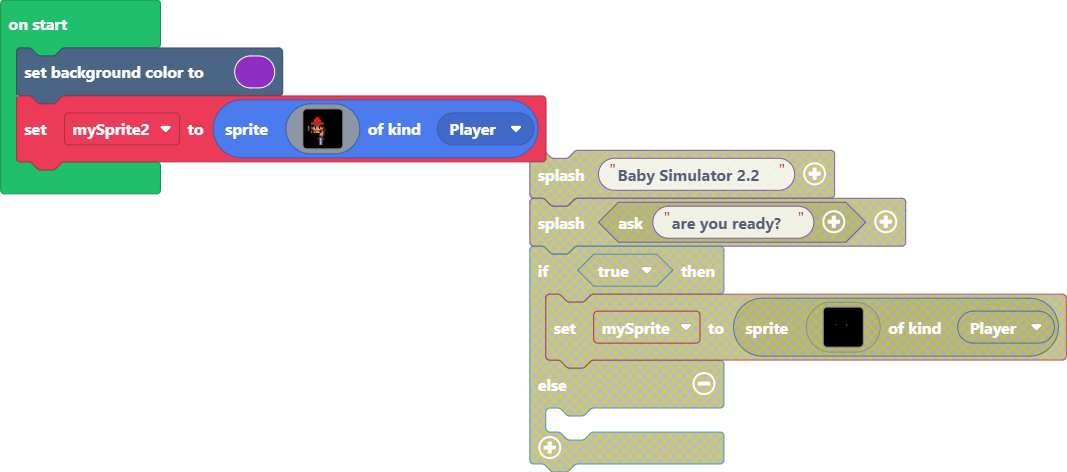 on start
set background color to
set mySprite2 to sprite of kind Player
splash "Baby Simulator 2.2"
splash ask "are you ready?"
if true then
set mySprite to sprite of kind Player
else